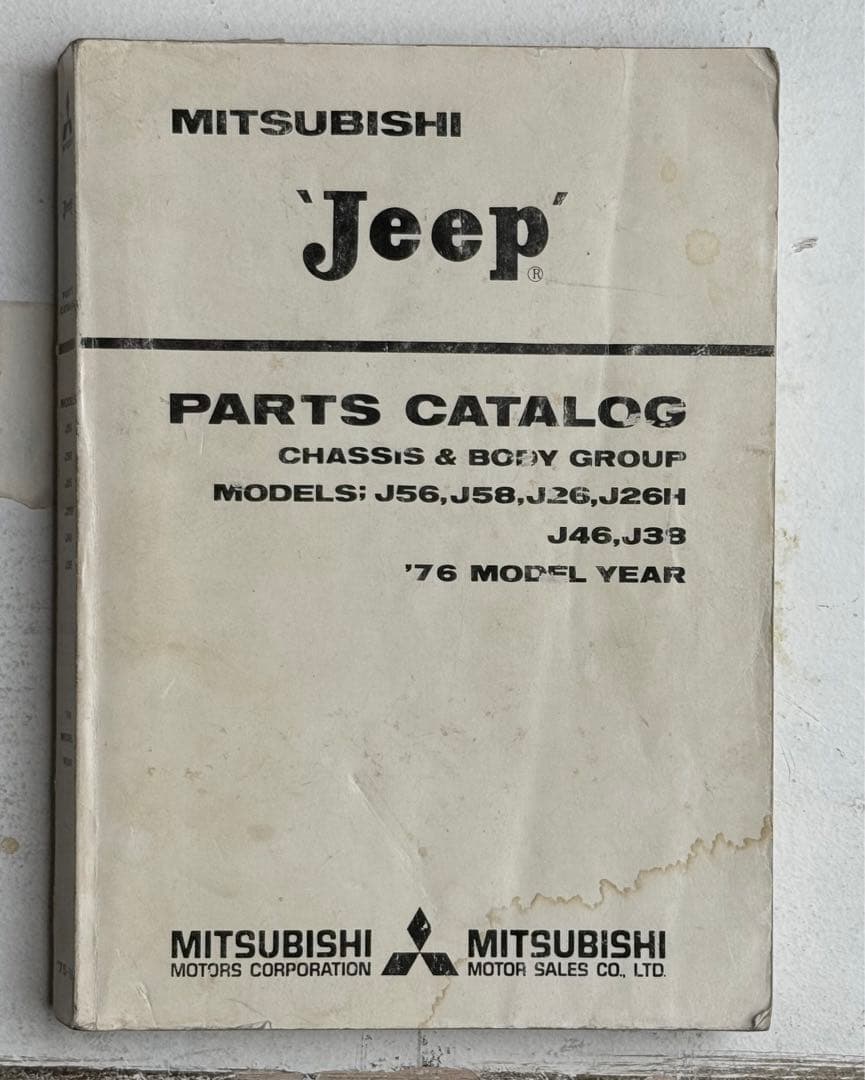 MITSUBISHI
'Jeep'®
PARTS CATALOG
CHASSIS & BODY GROUP
MODELS; J56,J58,J26,J26H
J46,J38
'76 MODEL YEAR
MITSUBISHI
MOTORS CORPORATION
MITSUBISHI
MOTOR SALES CO., LTD.